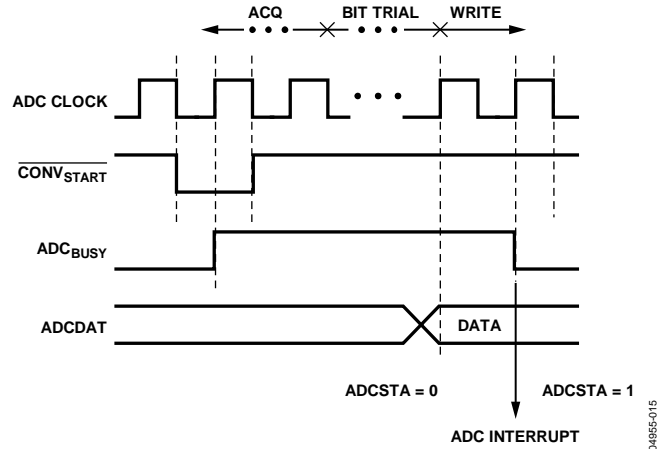 ACQ BIT TRIAL WRITE
ADC CLOCK
CONVSTART
ADCBUSY
ADCDAT
DATA
ADCSTA = 0 ADCSTA = 1
ADC INTERRUPT
04955-015